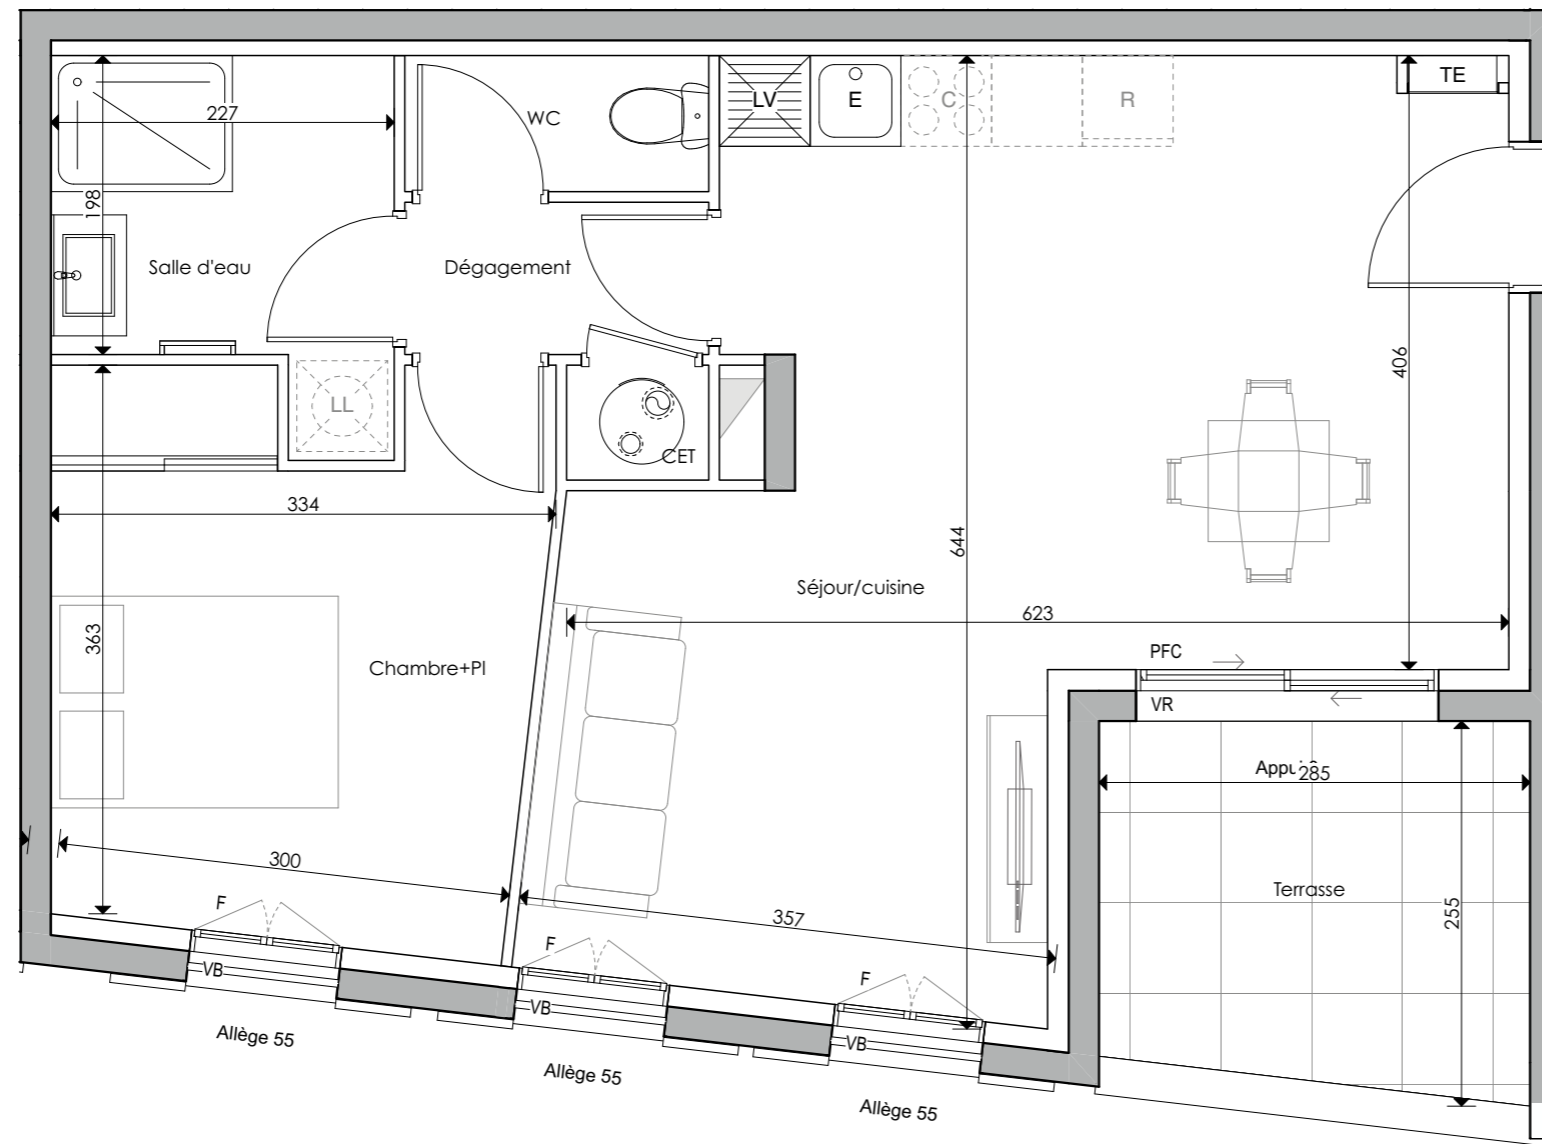 TE
LV
E
C
R
WC
227
198
Salle d'eau
Dégagement
406
LL
CET
334
644
Séjour/cuisine
623
363
Chambre+Pl
PFC
VR
285
300
F
357
Terrasse
255
F
F
VB
VB
VB
Allège 55
Allège 55
Allège 55